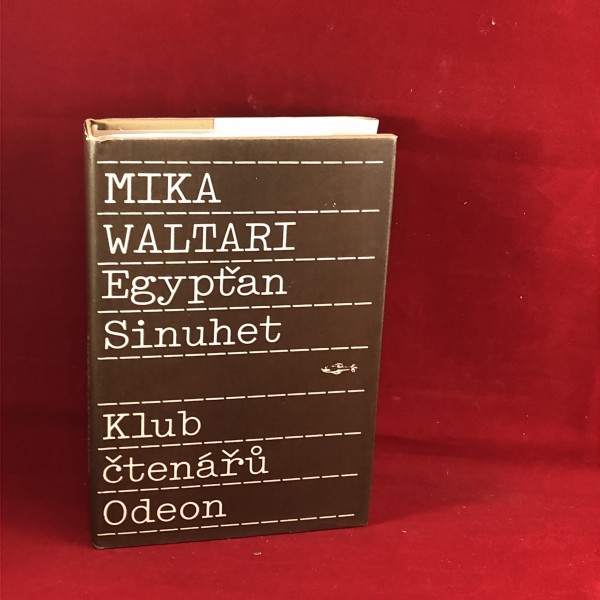 MIKA
WALTARI
Egypťan
Sinuhet
Klub
čtenářů
Odeon